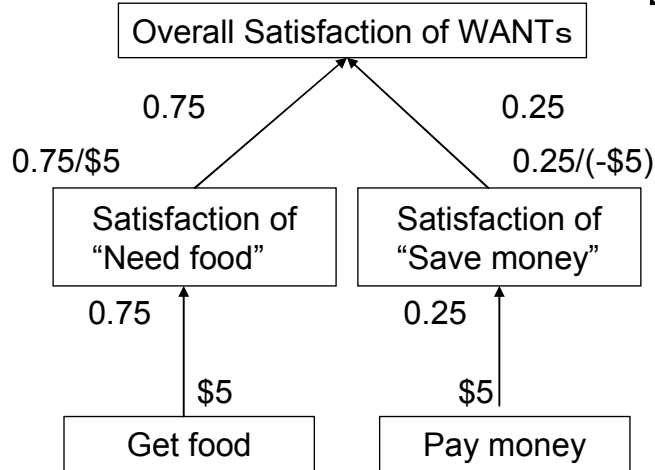 Overall Satisfaction of WANTs
0.75
0.25
0.75/$5
0.25/(-$5)
Satisfaction of
“Need food”
Satisfaction of
“Save money”
0.75
0.25
$5
$5
Get food
Pay money